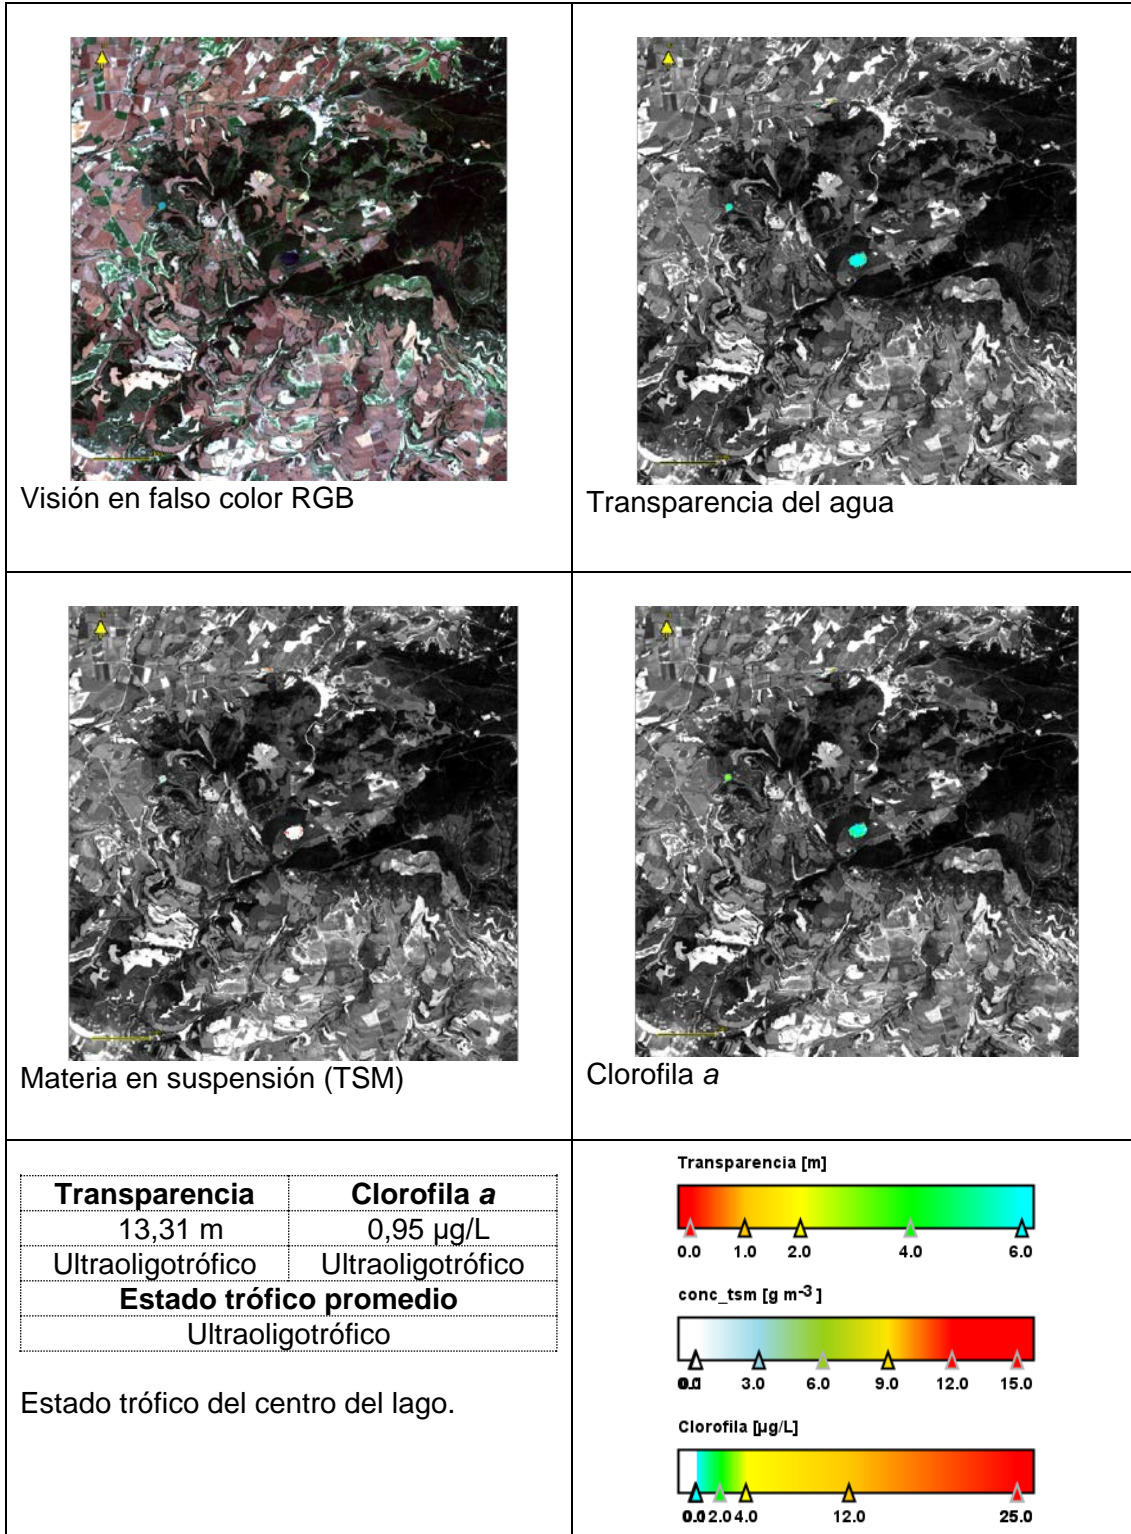 Visión en falso color RGB
Transparencia del agua
Materia en suspensión (TSM)
Clorofila a
Transparencia Clorofila a
13,31 m 0,95 µg/L
Ultraoligotrófico Ultraoligotrófico
Estado trófico promedio
Ultraoligotrófico
Estado trófico del centro del lago.
Transparencia [m]
0.0 1.0 2.0 4.0 6.0
conc_tsm [g m-3 ]
3.0 6.0 9.0 12.0 15.0
Clorofila [µg/L]
2.0 4.0 12.0 25.0